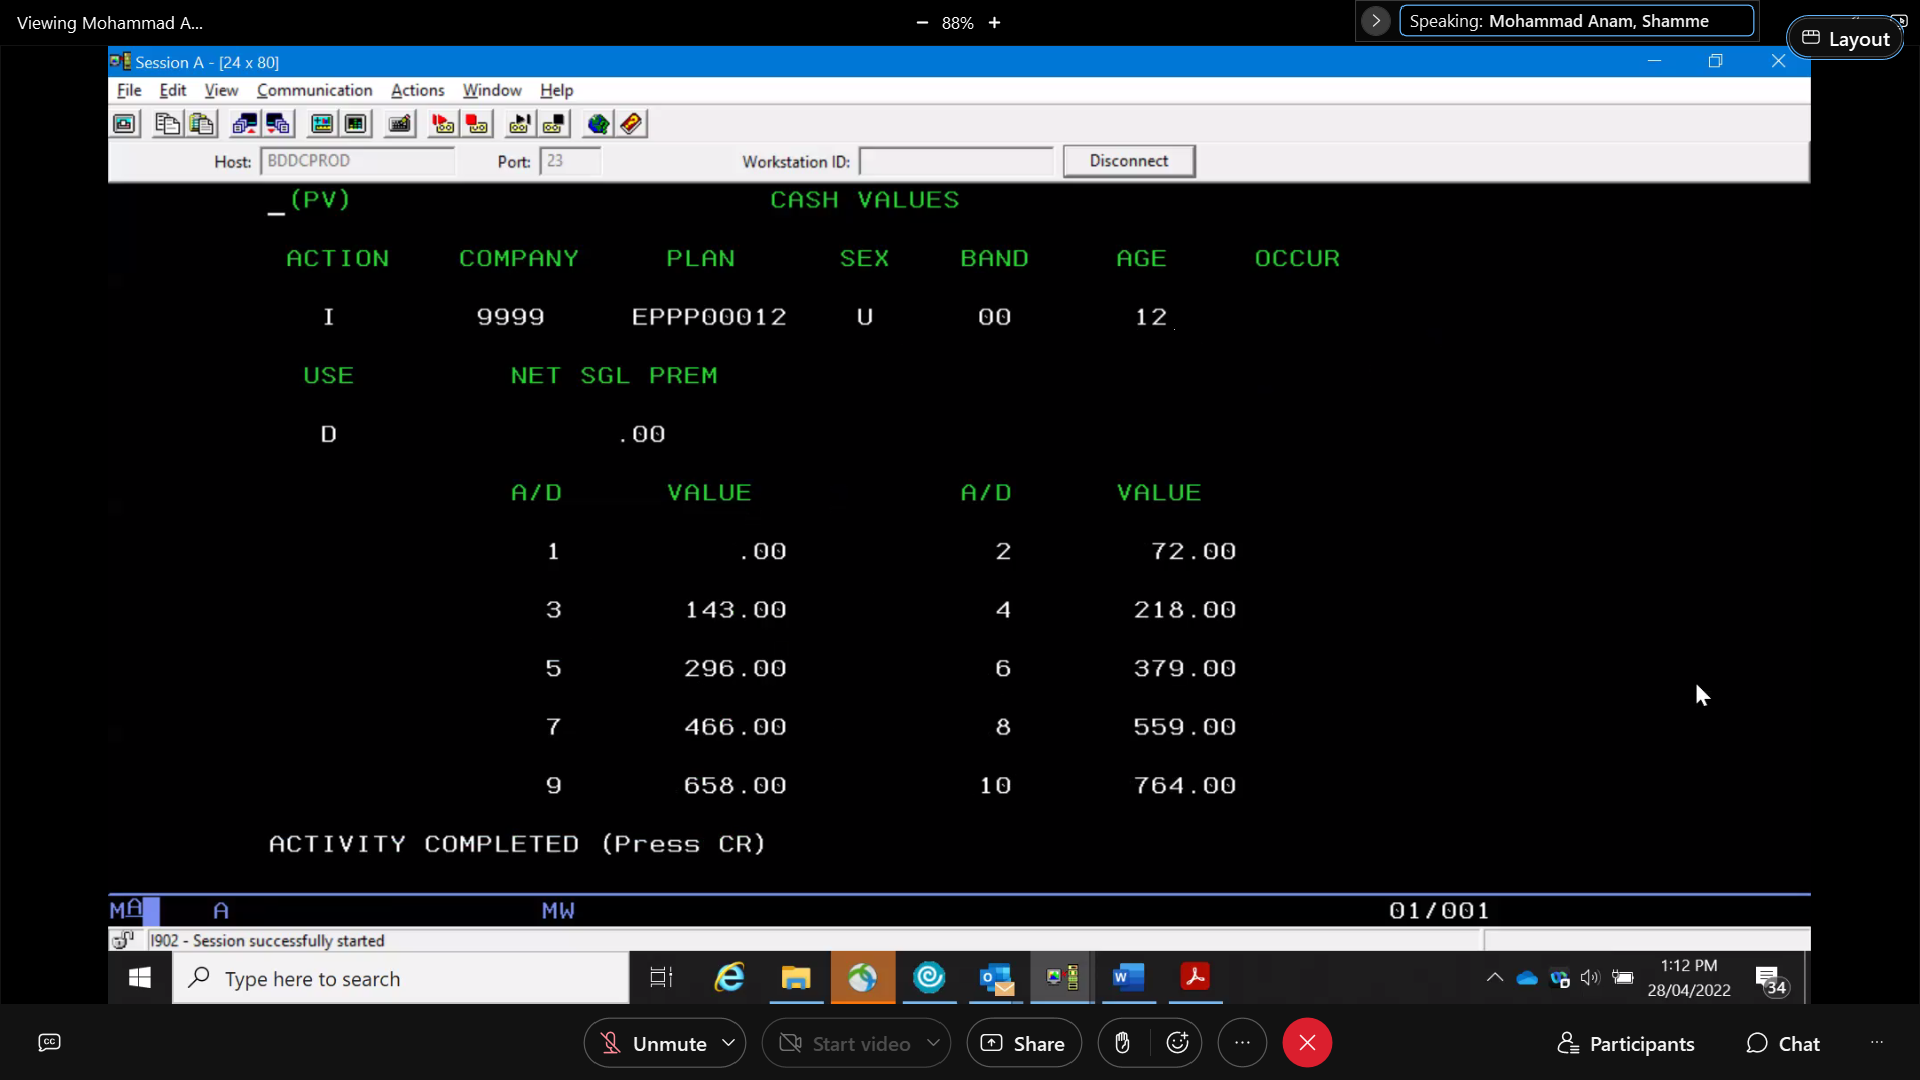 Viewing Mohammad A...
88%
Speaking: Mohammad Anam, Shamme
Layout
Session A - [24 x 80]
File Edit View Communication Actions Window Help
Host: BDDCPROD Port: 23 Workstation ID: Disconnect
_(PV) CASH VALUES
ACTION COMPANY PLAN SEX BAND AGE OCCUR
I 9999 EPPP00012 U 00 12
USE NET SGL PREM
D .00
A/D VALUE A/D VALUE
1 .00 2 72.00
3 143.00 4 218.00
5 296.00 6 379.00
7 466.00 8 559.00
9 658.00 10 764.00
ACTIVITY COMPLETED (Press CR)
MA A MW 01/001
I902 - Session successfully started
Type here to search
1:12 PM
28/04/2022
34
Unmute Start video Share ... Participants Chat ...